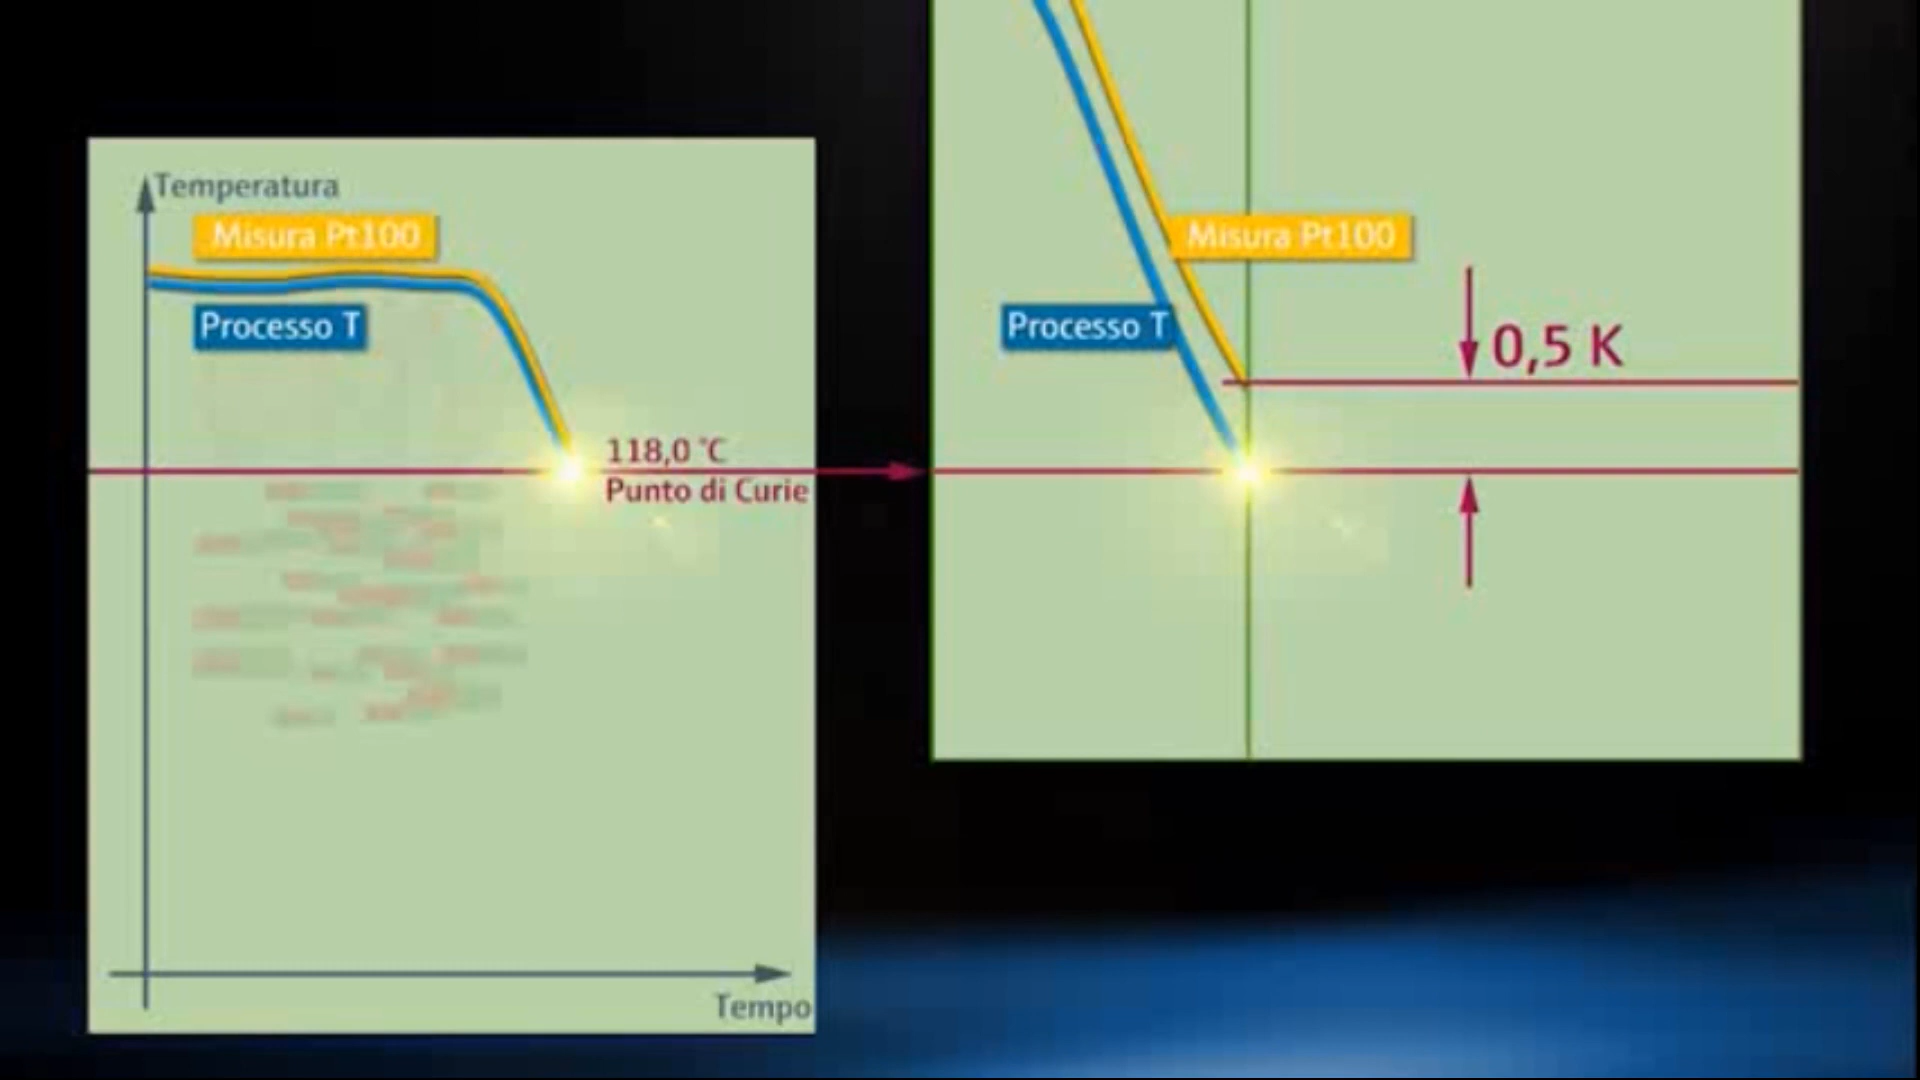 Temperatura
Misura Pt100
Processo T
118,0 °C
Punto di Curie
Tempo
Misura Pt100
Processo T
0,5 K